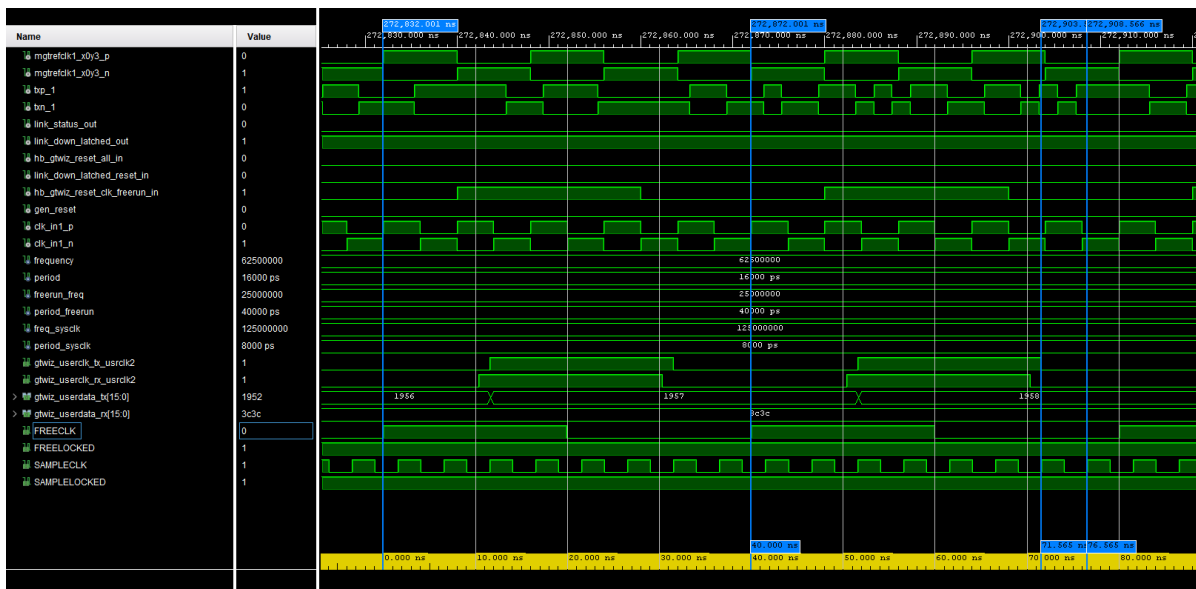 272,832.001 ns 272,872.001 ns 272,903. 272,908.566 ns
Name Value
272,830.000 ns 272,840.000 ns 272,850.000 ns 272,860.000 ns 272,870.000 ns 272,880.000 ns 272,890.000 ns 272,900.000 ns 272,910.000 ns
mgtrefclk1_x0y3_p 0
mgtrefclk1_x0y3_n 1
txp_1 1
txn_1 0
link_status_out 0
link_down_latched_out 1
hb_gtwiz_reset_all_in 0
link_down_latched_reset_in 0
hb_gtwiz_reset_clk_freerun_in 1
gen_reset 0
clk_in1_p 0
clk_in1_n 1
frequency 62500000 62500000
period 16000 ps 16000 ps
freerun_freq 25000000 25000000
period_freerun 40000 ps 40000 ps
freq_sysclk 125000000 125000000
period_sysclk 8000 ps 8000 ps
gtwiz_userclk_tx_usrclk2 1
gtwiz_userclk_rx_usrclk2 1
gtwiz_userdata_tx[15:0] 1952 1956 1957 1958
gtwiz_userdata_rx[15:0] 3c3c 3c3c
FREECLK 0
FREELOCKED 1
SAMPLECLK 1
SAMPLELOCKED 1
40.000 ns 71.565 ns 76.565 ns
0.000 ns 10.000 ns 20.000 ns 30.000 ns 40.000 ns 50.000 ns 60.000 ns 70.000 ns 80.000 ns